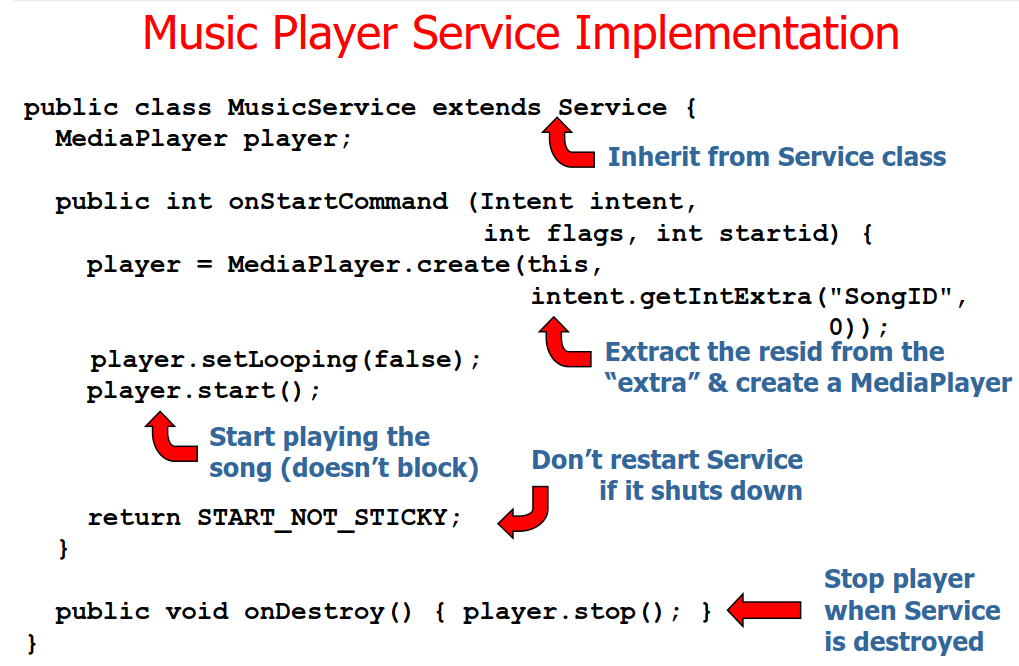 Music Player Service Implementation
public class MusicService extends Service {
MediaPlayer player;
Inherit from Service class
public int onStartCommand (Intent intent,
int flags, int startid) {
player = MediaPlayer.create(this,
intent.getIntExtra("SongID",
0));
Extract the resid from the
“extra” & create a MediaPlayer
player.setLooping(false);
player.start();
Start playing the
song (doesn’t block)
Don’t restart Service
if it shuts down
return START_NOT_STICKY;
}
public void onDestroy() { player.stop(); }
Stop player
when Service
is destroyed
}